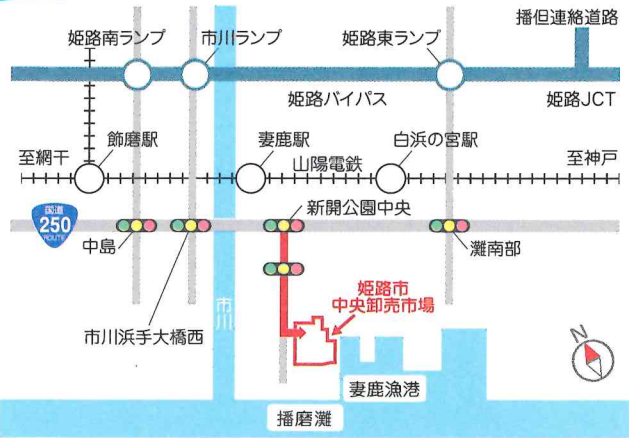 播但連絡道路
姫路南ランプ
市川ランプ
姫路東ランプ
姫路バイパス
姫路JCT
飾磨駅
妻鹿駅
白浜の宮駅
至網干
山陽電鉄
至神戸
国道
250
ROUTE
新開公園中央
中島
灘南部
市川
姫路市
中央卸売市場
市川浜手大橋西
N
妻鹿漁港
播磨灘